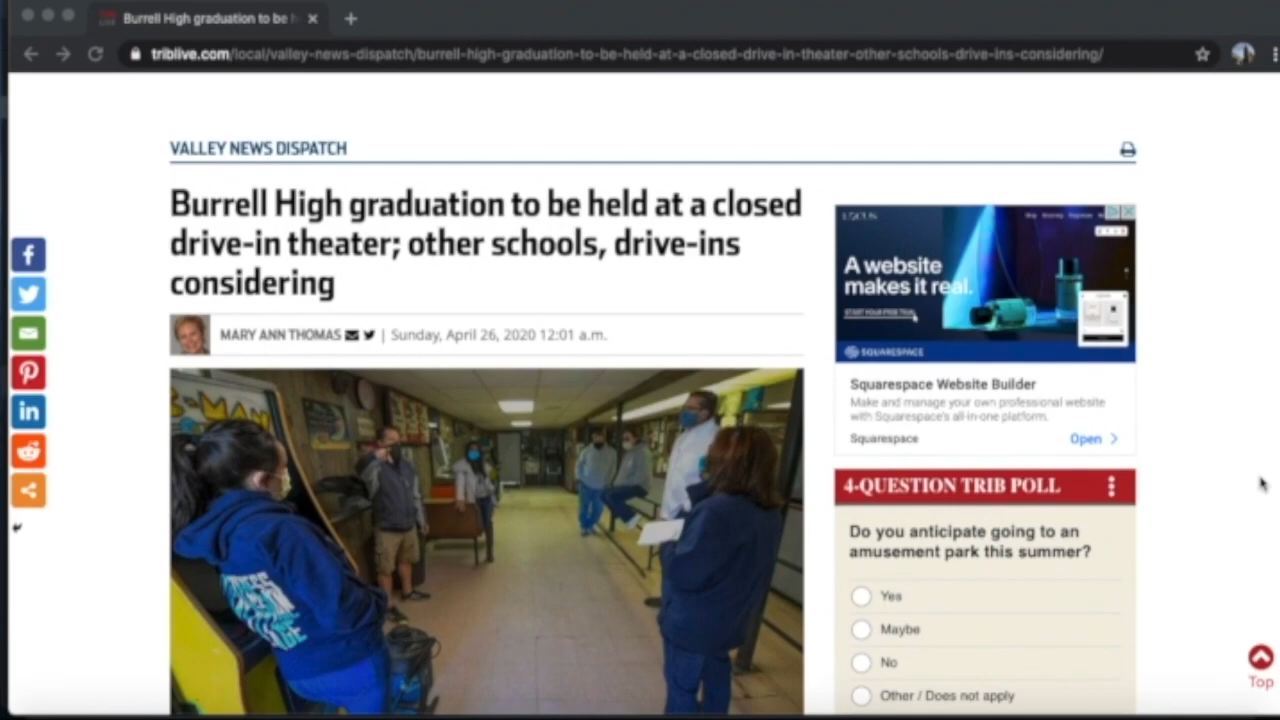 Burrell High graduation to be h
triblive.com/local/valley-news-dispatch/burrell-high-graduation-to-be-held-at-a-closed-drive-in-theater-other-schools-drive-ins-considering/
VALLEY NEWS DISPATCH
Burrell High graduation to be held at a closed
drive-in theater; other schools, drive-ins
considering
MARY ANN THOMAS | Sunday, April 26, 2020 12:01 a.m.
S-MAN
A website
makes it real.
START YOUR FREE TRIAL
SQUARESPACE
Squarespace Website Builder
Make and manage your own professional website
with Squarespace's all-in-one platform.
Squarespace
Open
4-QUESTION TRIB POLL
Do you anticipate going to an
amusement park this summer?
Yes
Maybe
No
Other / Does not apply
Top